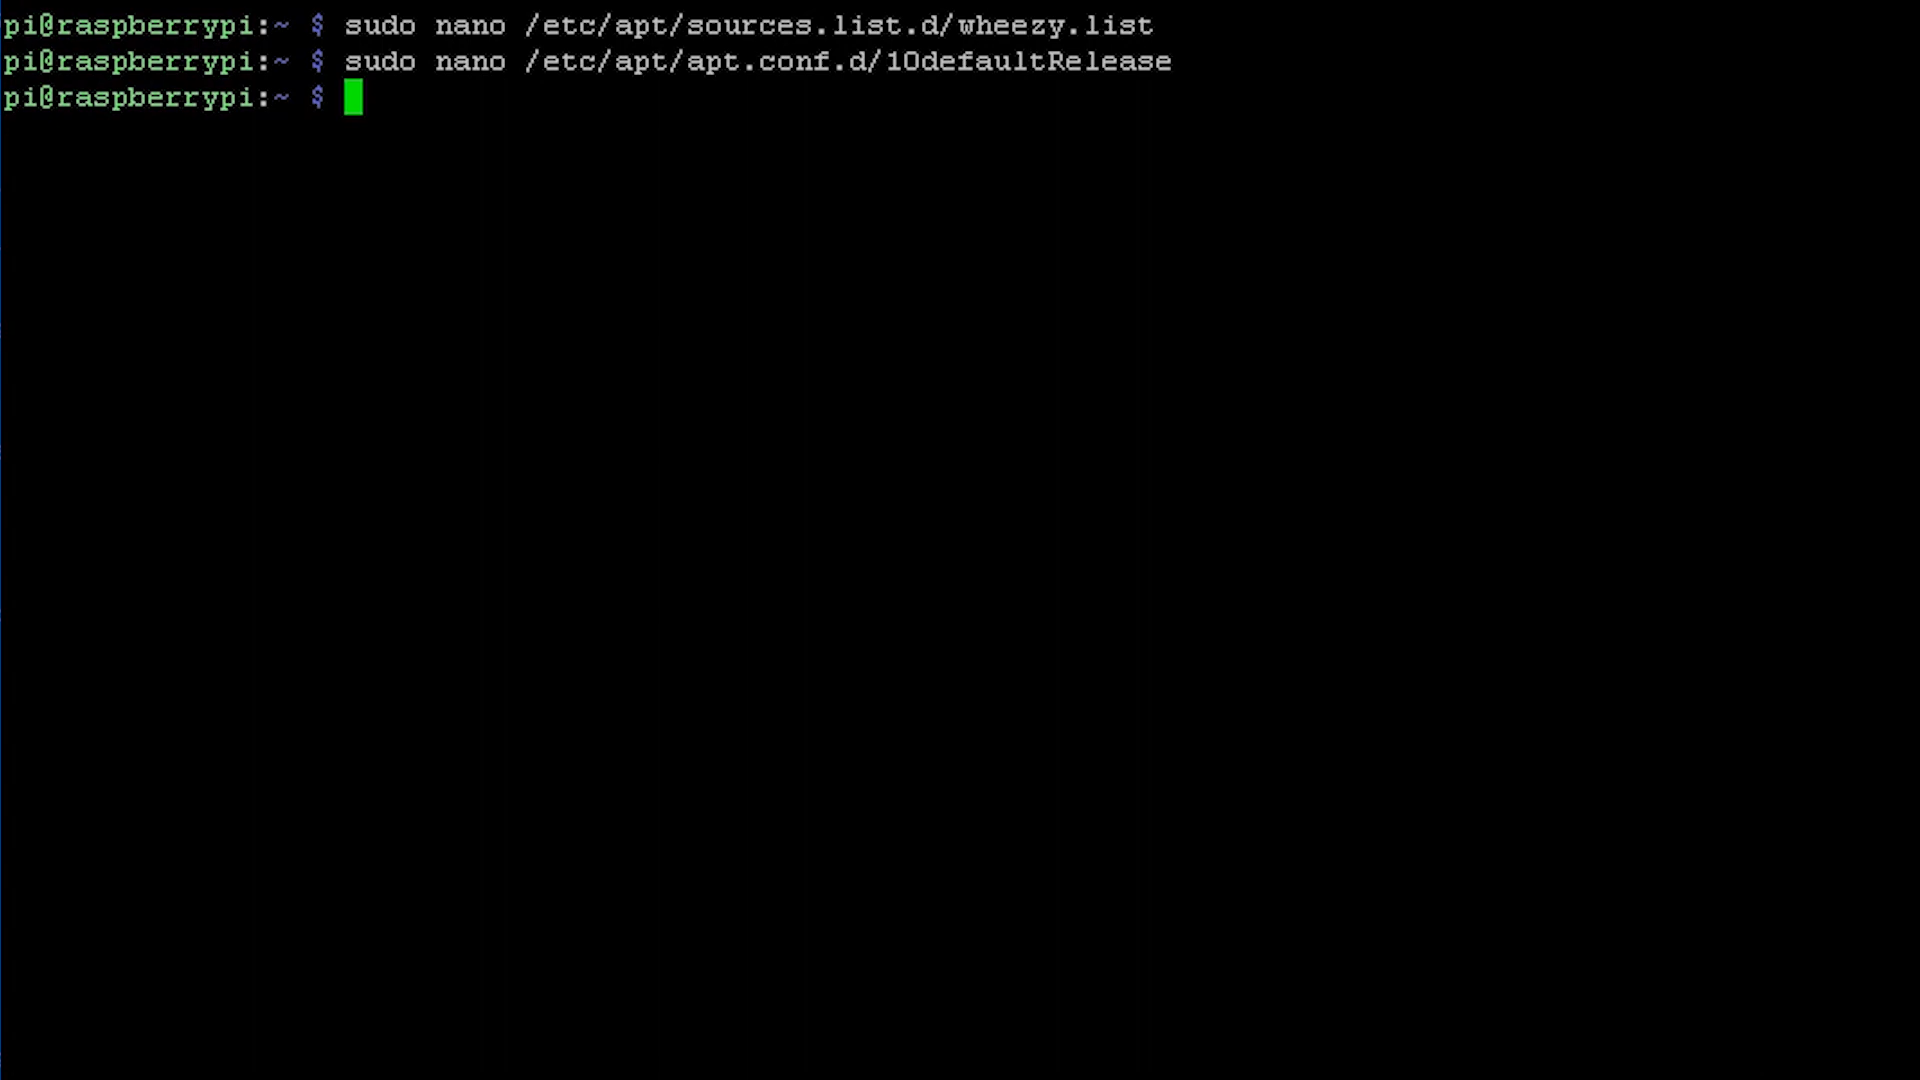 pi@raspberrypi:~ $ sudo nano /etc/apt/sources.list.d/wheezy.list
pi@raspberrypi:~ $ sudo nano /etc/apt/apt.conf.d/10defaultRelease
pi@raspberrypi:~ $